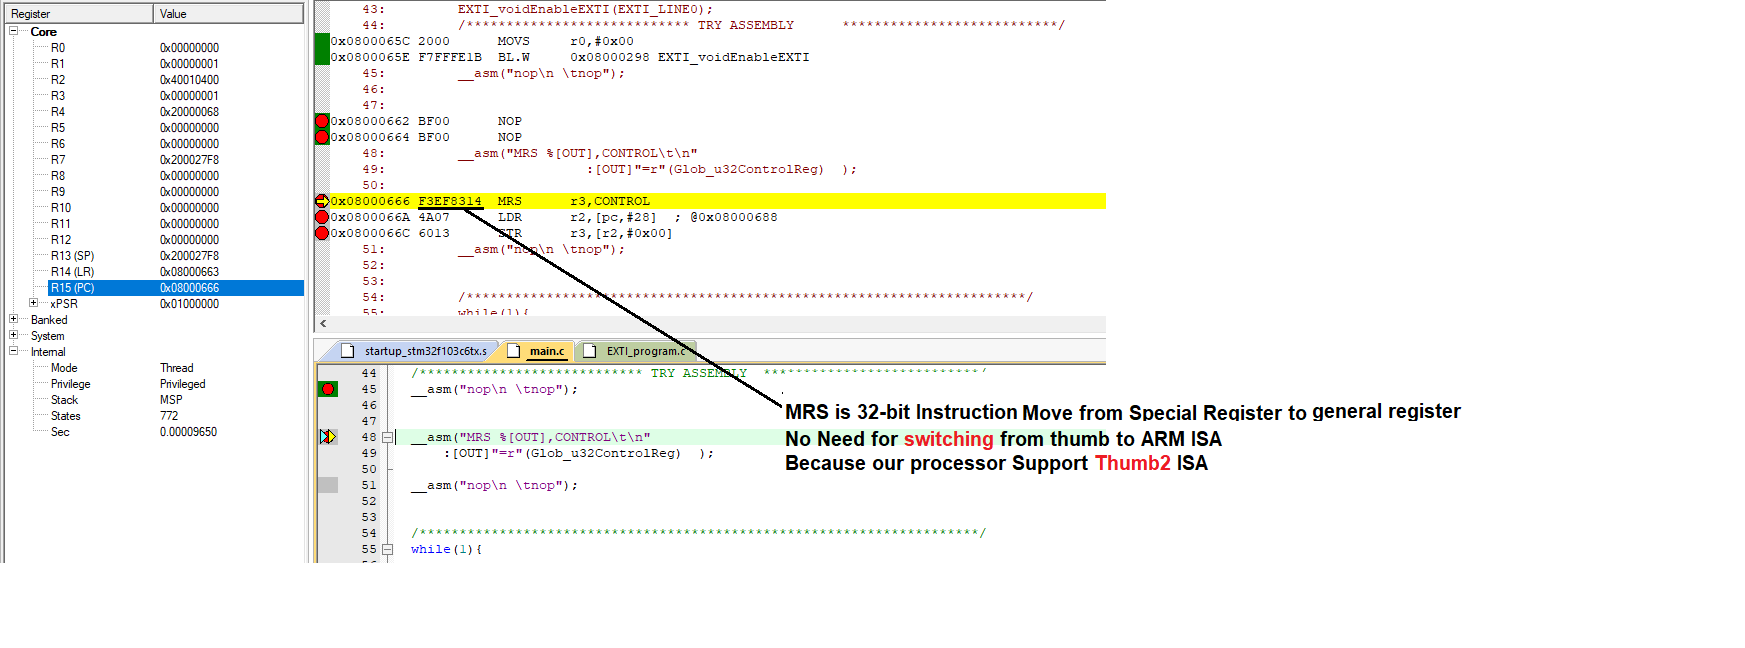 Register Value
Core
R0 0x00000000
R1 0x00000001
R2 0x40010400
R3 0x00000001
R4 0x20000068
R5 0x00000000
R6 0x00000000
R7 0x200027F8
R8 0x00000000
R9 0x00000000
R10 0x00000000
R11 0x00000000
R12 0x00000000
R13 (SP) 0x200027F8
R14 (LR) 0x08000663
R15 (PC) 0x08000666
xPSR 0x01000000
Banked
System
Internal
Mode Thread
Privilege Privileged
Stack MSP
States 772
Sec 0.00009650
43: EXTI_voidEnableEXTI(EXTI_LINE0);
44: /*************************** TRY ASSEMBLY **************************/
0x0800065C 2000 MOVS r0,#0x00
0x0800065E F7FFFE1B BL.W 0x08000298 EXTI_voidEnableEXTI
45: __asm("nop\n \tnop");
46:
47:
0x08000662 BF00 NOP
0x08000664 BF00 NOP
48: __asm("MRS %[OUT],CONTROL\t\n"
49: :[OUT]"=r"(Glob_u32ControlReg) );
50:
0x08000666 F3EF8314 MRS r3,CONTROL
0x0800066A 4A07 LDR r2,[pc,#28] ; @0x08000688
0x0800066C 6013 STR r3,[r2,#0x00]
51: __asm("nop\n \tnop");
52:
53:
54: /*********************************************************************/
55: while(1){
startup_stm32f103c6tx.s main.c EXTI_program.c
44 /**************************** TRY ASSEMBLY ***************************/
45 __asm("nop\n \tnop");
46
47
48 __asm("MRS %[OUT],CONTROL\t\n"
49 :[OUT]"=r"(Glob_u32ControlReg) );
50
51 __asm("nop\n \tnop");
52
53
54 /*********************************************************************/
55 while(1){
MRS is 32-bit Instruction Move from Special Register to general register
No Need for switching from thumb to ARM ISA
Because our processor Support Thumb2 ISA